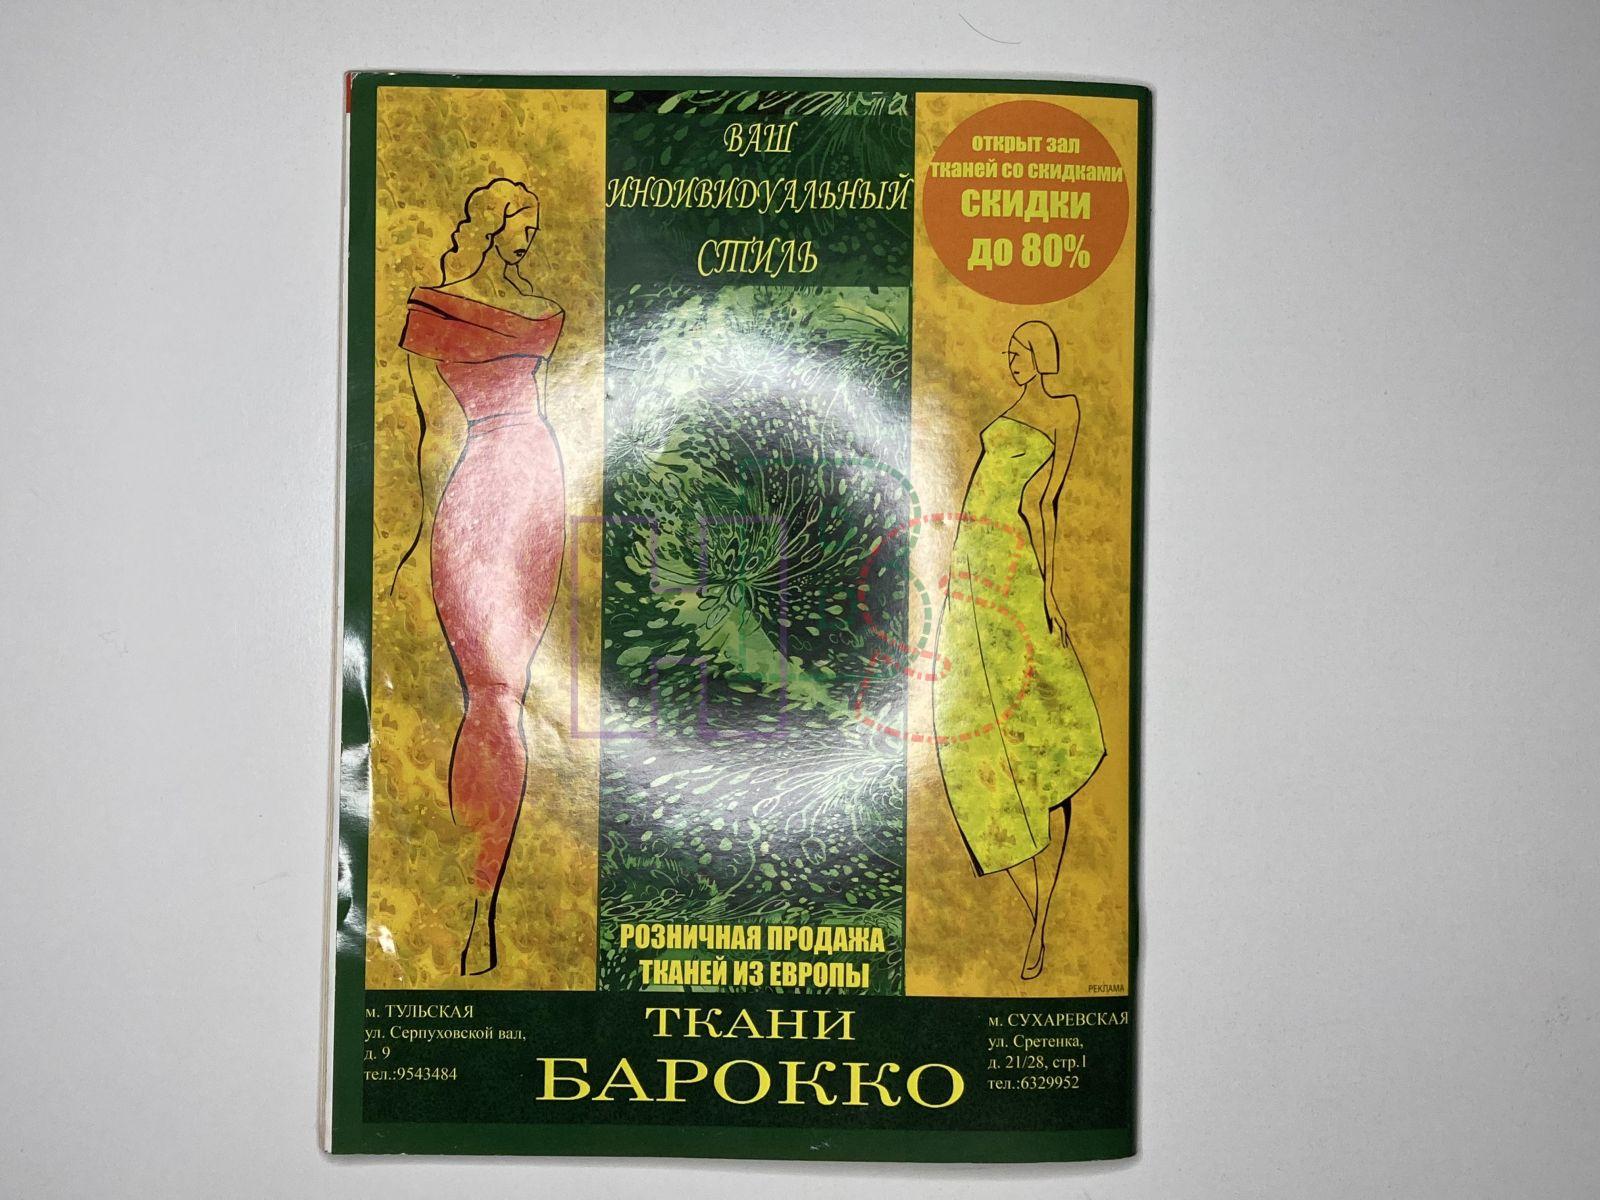 ВАШ
ИНДИВИДУАЛЬНЫЙ
СТИЛЬ
открыт зал
тканей со скидками
СКИДКИ
до 80%
РОЗНИЧНАЯ ПРОДАЖА
ТКАНЕЙ ИЗ ЕВРОПЫ
РЕКЛАМА
м. ТУЛЬСКАЯ
ул. Серпуховской вал,
д. 9
тел.:9543484
ТКАНИ
БАРОККО
м. СУХАРЕВСКАЯ
ул. Сретенка,
д. 21/28, стр.1
тел.:6329952